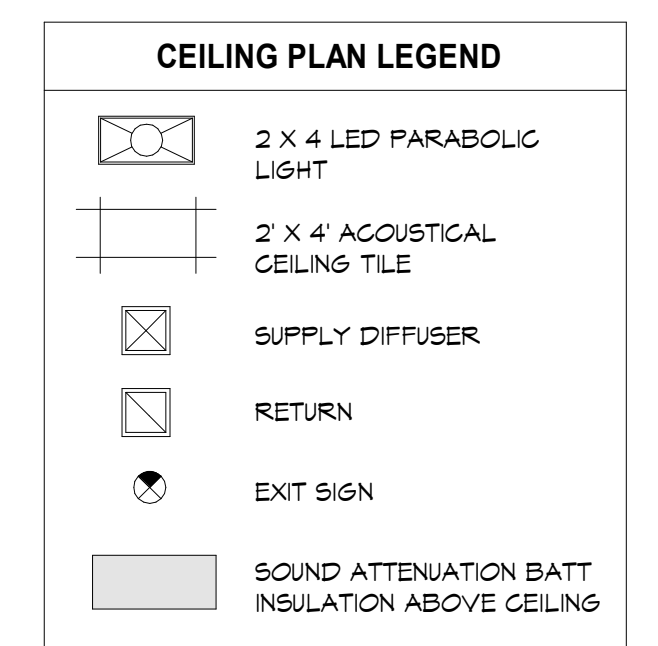 CEILING PLAN LEGEND
2 X 4 LED PARABOLIC
LIGHT
2' X 4' ACOUSTICAL
CEILING TILE
SUPPLY DIFFUSER
RETURN
EXIT SIGN
SOUND ATTENUATION BATT
INSULATION ABOVE CEILING